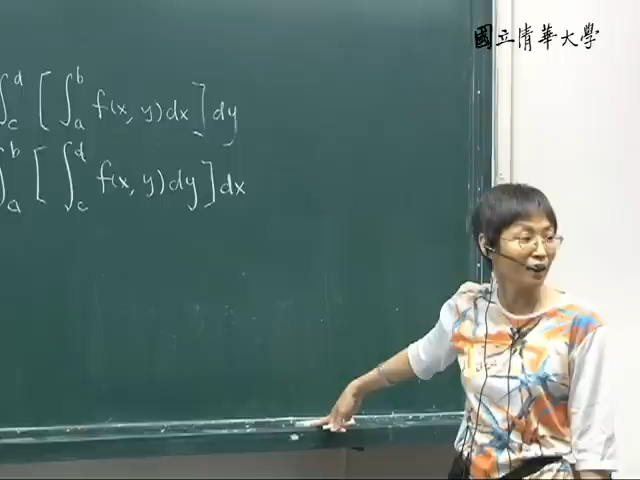 國立清華大學
∫_c^d [ ∫_a^b f(x, y) dx ] dy
∫_a^b [ ∫_c^d f(x, y) dy ] dx